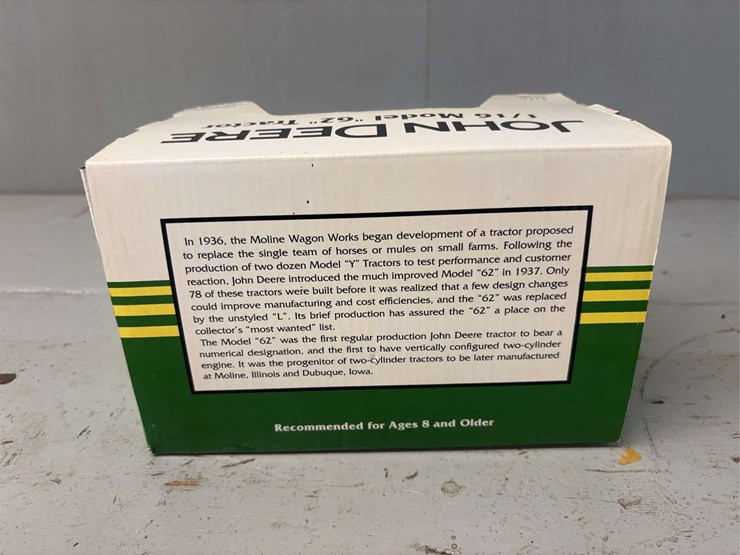 JOHN DEERE
1/16 Model "62" Tractor
In 1936, the Moline Wagon Works began development of a tractor proposed
to replace the single team of horses or mules on small farms. Following the
production of two dozen Model "Y" Tractors to test performance and customer
reaction, John Deere introduced the much improved Model "62" in 1937. Only
78 of these tractors were built before it was realized that a few design changes
could improve manufacturing and cost efficiencies, and the "62" was replaced
by the unstyled "L". Its brief production has assured the "62" a place on the
collector's "most wanted" list.
The Model "62" was the first regular production John Deere tractor to bear a
numerical designation, and the first to have vertically configured two-cylinder
engine. It was the progenitor of two-cylinder tractors to be later manufactured
at Moline, Illinois and Dubuque, Iowa.
Recommended for Ages 8 and Older